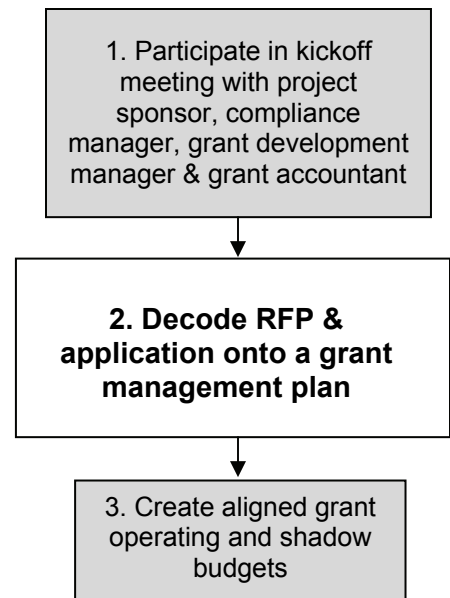 1. Participate in kickoff
meeting with project
sponsor, compliance
manager, grant development
manager & grant accountant
2. Decode RFP &
application onto a grant
management plan
3. Create aligned grant
operating and shadow
budgets